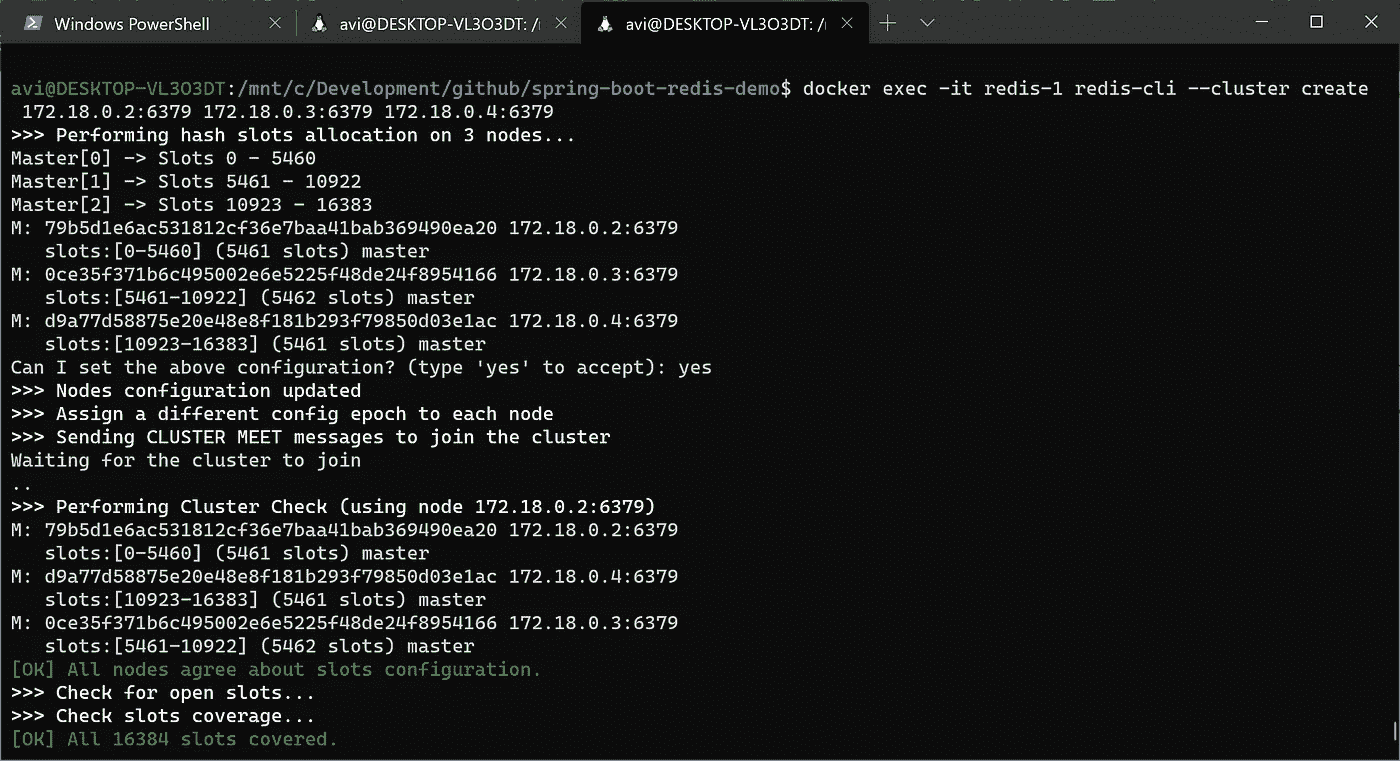 Windows PowerShell
avi@DESKTOP-VL3O3DT: /
avi@DESKTOP-VL3O3DT: /
avi@DESKTOP-VL3O3DT:/mnt/c/Development/github/spring-boot-redis-demo$ docker exec -it redis-1 redis-cli --cluster create
172.18.0.2:6379 172.18.0.3:6379 172.18.0.4:6379
>>> Performing hash slots allocation on 3 nodes...
Master[0] -> Slots 0 - 5460
Master[1] -> Slots 5461 - 10922
Master[2] -> Slots 10923 - 16383
M: 79b5d1e6ac531812cf36e7baa41bab369490ea20 172.18.0.2:6379
   slots:[0-5460] (5461 slots) master
M: 0ce35f371b6c495002e6e5225f48de24f8954166 172.18.0.3:6379
   slots:[5461-10922] (5462 slots) master
M: d9a77d58875e20e48e8f181b293f79850d03e1ac 172.18.0.4:6379
   slots:[10923-16383] (5461 slots) master
Can I set the above configuration? (type 'yes' to accept): yes
>>> Nodes configuration updated
>>> Assign a different config epoch to each node
>>> Sending CLUSTER MEET messages to join the cluster
Waiting for the cluster to join
..
>>> Performing Cluster Check (using node 172.18.0.2:6379)
M: 79b5d1e6ac531812cf36e7baa41bab369490ea20 172.18.0.2:6379
   slots:[0-5460] (5461 slots) master
M: d9a77d58875e20e48e8f181b293f79850d03e1ac 172.18.0.4:6379
   slots:[10923-16383] (5461 slots) master
M: 0ce35f371b6c495002e6e5225f48de24f8954166 172.18.0.3:6379
   slots:[5461-10922] (5462 slots) master
[OK] All nodes agree about slots configuration.
>>> Check for open slots...
>>> Check slots coverage...
[OK] All 16384 slots covered.